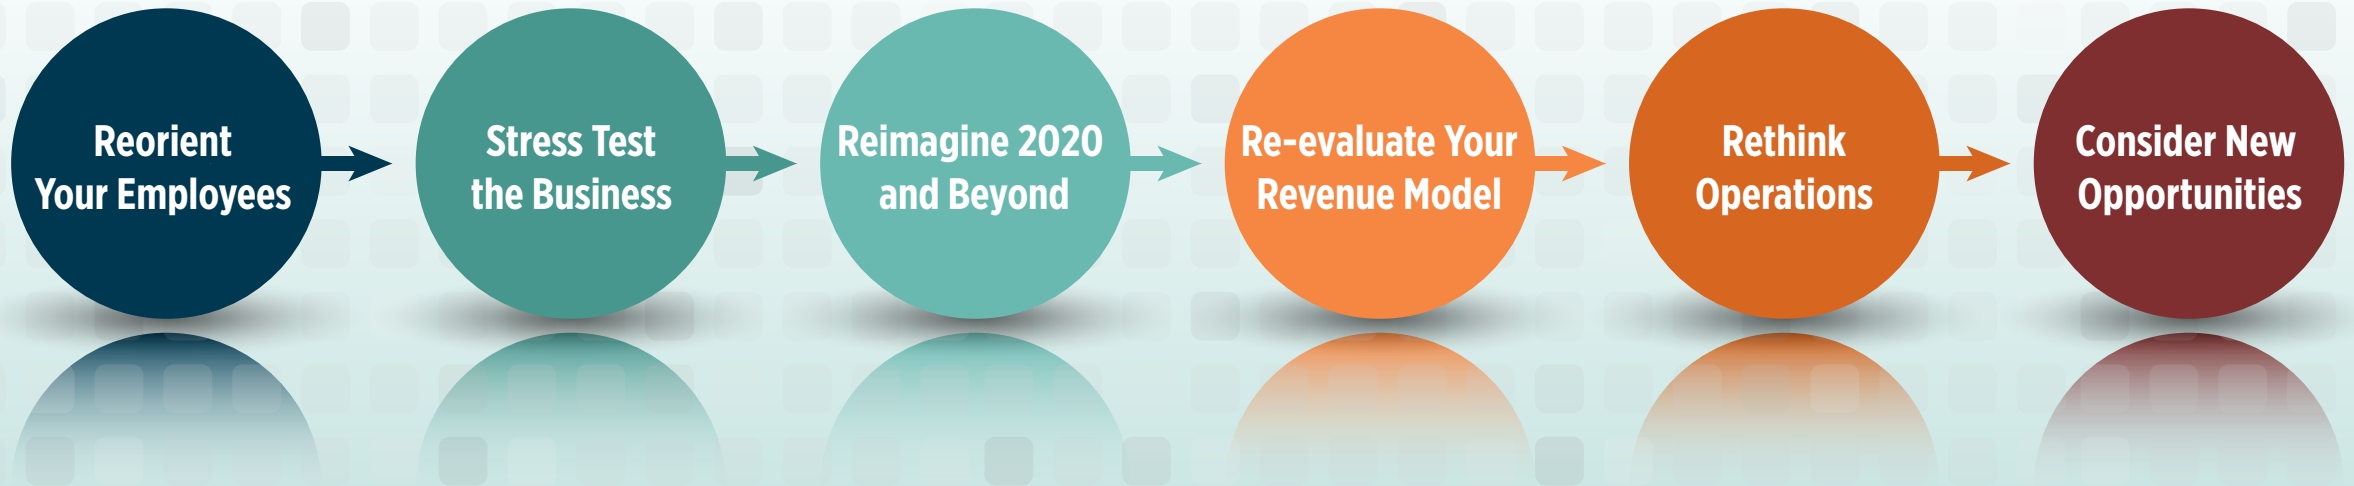 Reorient
Your Employees
Stress Test
the Business
Reimagine 2020
and Beyond
Re-evaluate Your
Revenue Model
Rethink
Operations
Consider New
Opportunities